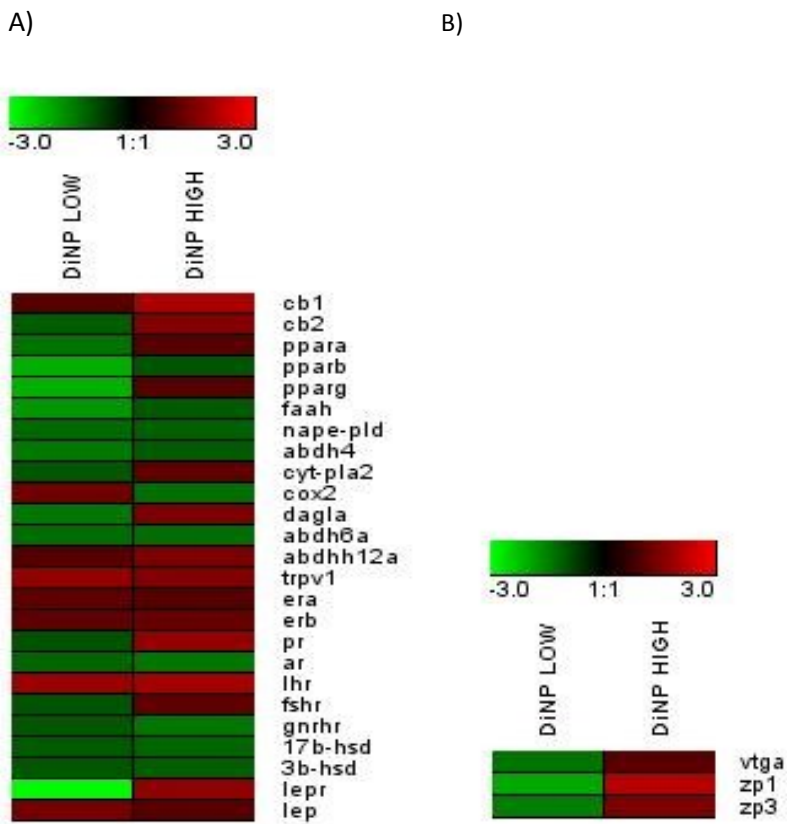 A)
-3.0 1:1 3.0
DiNP LOW
DiNP HIGH
cb1
cb2
ppara
pparb
pparg
faah
nape-pld
abdh4
cyt-pla2
cox2
dagla
abdh6a
abdhh12a
trpv1
era
erb
pr
ar
lhr
fshr
gnrhr
17b-hsd
3b-hsd
lepr
lep
B)
-3.0 1:1 3.0
DiNP LOW
DiNP HIGH
vtga
zp1
zp3